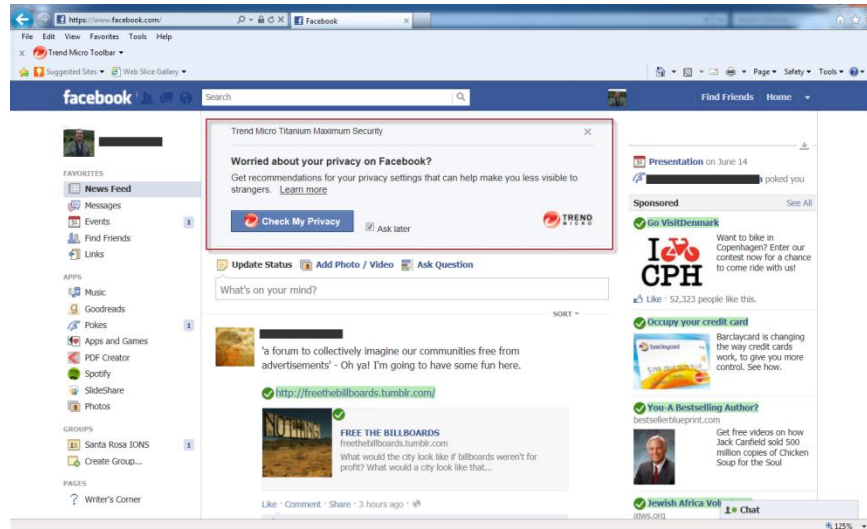 https://www.facebook.com/
Facebook
File Edit View Favorites Tools Help
x Trend Micro Toolbar
Suggested Sites Web Slice Gallery
Page Safety Tools
facebook
Search
Find Friends Home
FAVORITES
News Feed
Messages
Events 1
Find Friends
Links
APPS
Music
Goodreads
Pokes 1
Apps and Games
PDF Creator
Spotify
SlideShare
Photos
GROUPS
Santa Rosa IONS 1
Create Group...
PAGES
Writer's Corner
Trend Micro Titanium Maximum Security
Worried about your privacy on Facebook?
Get recommendations for your privacy settings that can help make you less visible to
strangers. Learn more
Check My Privacy
Ask later
TREND
MICRO
Update Status Add Photo / Video Ask Question
What's on your mind?
SORT
'a forum to collectively imagine our communities free from
advertisements' - Oh ya! I'm going to have some fun here.
http://freethebillboards.tumblr.com/
NOTHING
FREE THE BILLBOARDS
freethebillboards.tumblr.com
What would the city look like if billboards weren't for
profit? What would a city look like that...
Like · Comment · Share · 3 hours ago ·
31 Presentation on June 14
poked you
Sponsored See All
Go VisitDenmark
I
CPH
Want to bike in
Copenhagen? Enter our
contest now for a chance
to come ride with us!
Like · 52,323 people like this.
Occupy your credit card
barclaycard
Barclaycard is changing
the way credit cards
work, to give you more
control. See how.
You-A Bestselling Author?
bestsellerblueprint.com
Get free videos on how
Jack Canfield sold 500
million copies of Chicken
Soup for the Soul
Jewish Africa Vol
ajws.org
1 Chat
125%